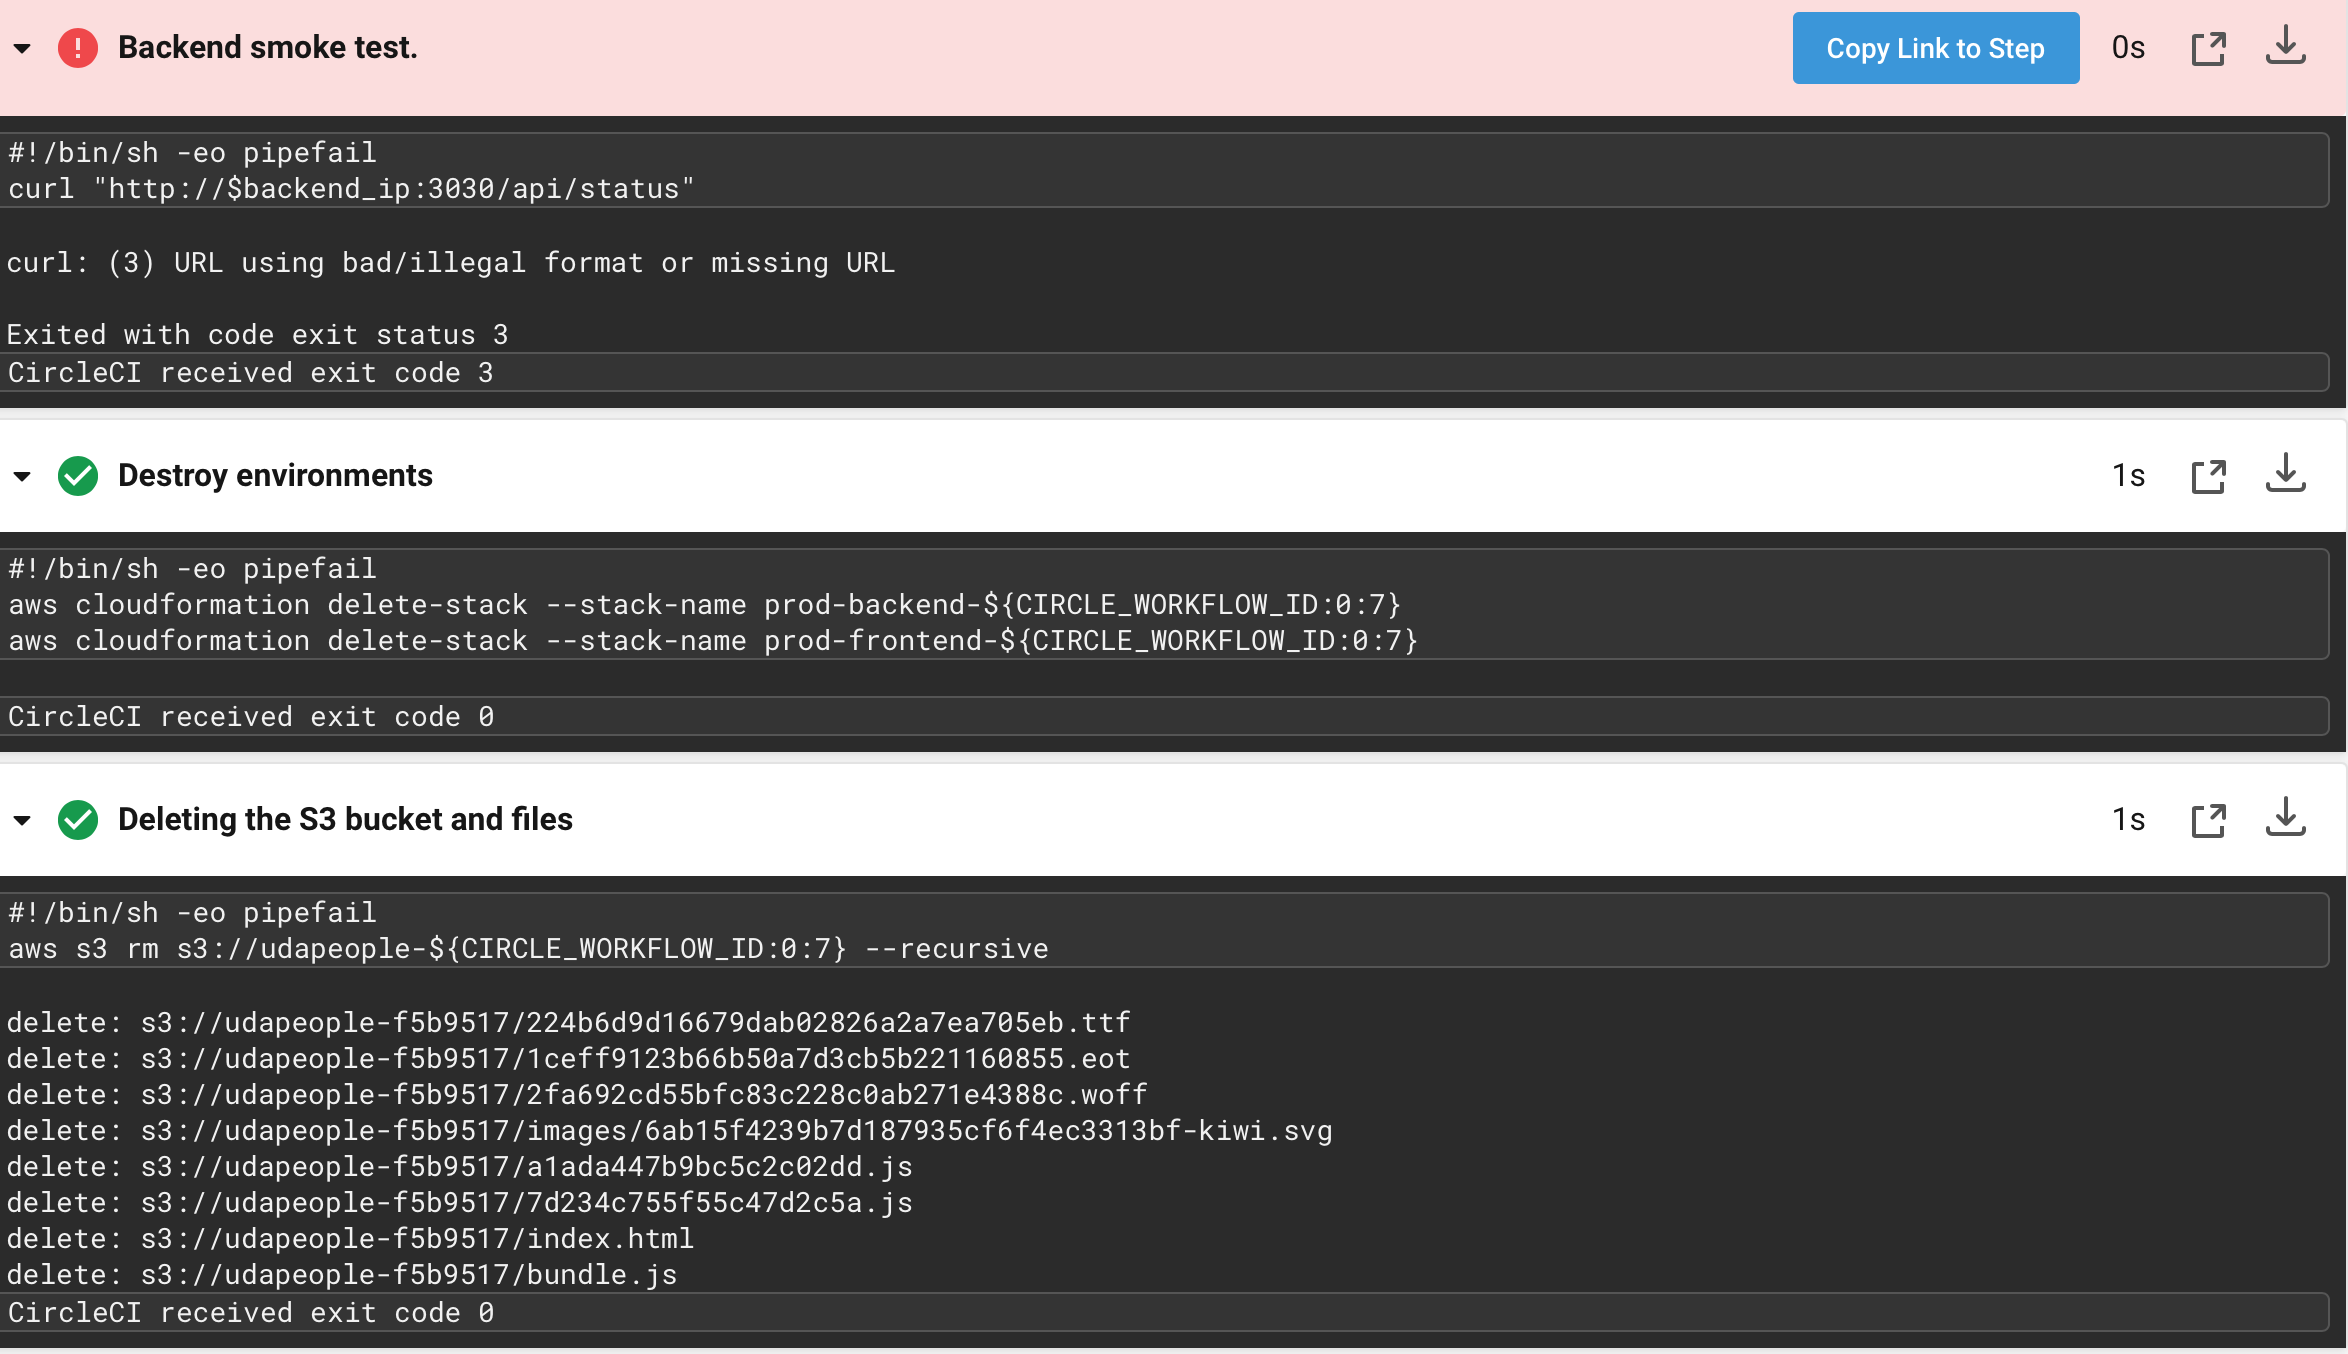 Backend smoke test.
Copy Link to Step
0s
#!/bin/sh -eo pipefail
curl "http://$backend_ip:3030/api/status"
curl: (3) URL using bad/illegal format or missing URL
Exited with code exit status 3
CircleCI received exit code 3
Destroy environments
1s
#!/bin/sh -eo pipefail
aws cloudformation delete-stack --stack-name prod-backend-${CIRCLE_WORKFLOW_ID:0:7}
aws cloudformation delete-stack --stack-name prod-frontend-${CIRCLE_WORKFLOW_ID:0:7}
CircleCI received exit code 0
Deleting the S3 bucket and files
1s
#!/bin/sh -eo pipefail
aws s3 rm s3://udapeople-${CIRCLE_WORKFLOW_ID:0:7} --recursive
delete: s3://udapeople-f5b9517/224b6d9d16679dab02826a2a7ea705eb.ttf
delete: s3://udapeople-f5b9517/1ceff9123b66b50a7d3cb5b221160855.eot
delete: s3://udapeople-f5b9517/2fa692cd55bfc83c228c0ab271e4388c.woff
delete: s3://udapeople-f5b9517/images/6ab15f4239b7d187935cf6f4ec3313bf-kiwi.svg
delete: s3://udapeople-f5b9517/a1ada447b9bc5c2c02dd.js
delete: s3://udapeople-f5b9517/7d234c755f55c47d2c5a.js
delete: s3://udapeople-f5b9517/index.html
delete: s3://udapeople-f5b9517/bundle.js
CircleCI received exit code 0